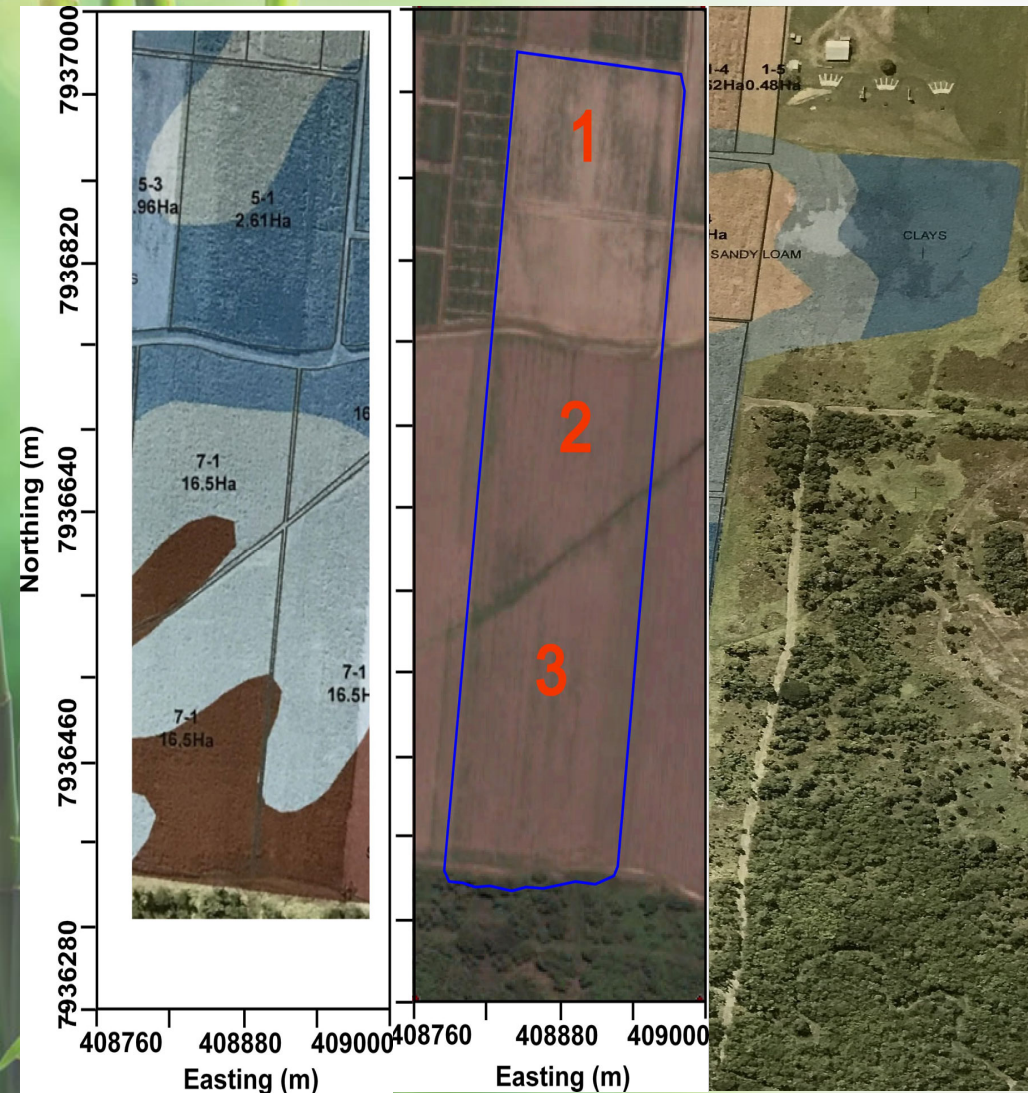 Northing (m)
7937000
7936820
7936640
7936460
7936280
5-3
.96Ha
5-1
2.61Ha
16
7-1
16.5Ha
7-1
16.5H
7-1
16.5Ha
408760
408880
409000
Easting (m)
1
2
3
408760
408880
409000
Easting (m)
1-4
1-5
52Ha
0.48Ha
Ha
SANDY LOAM
CLAYS